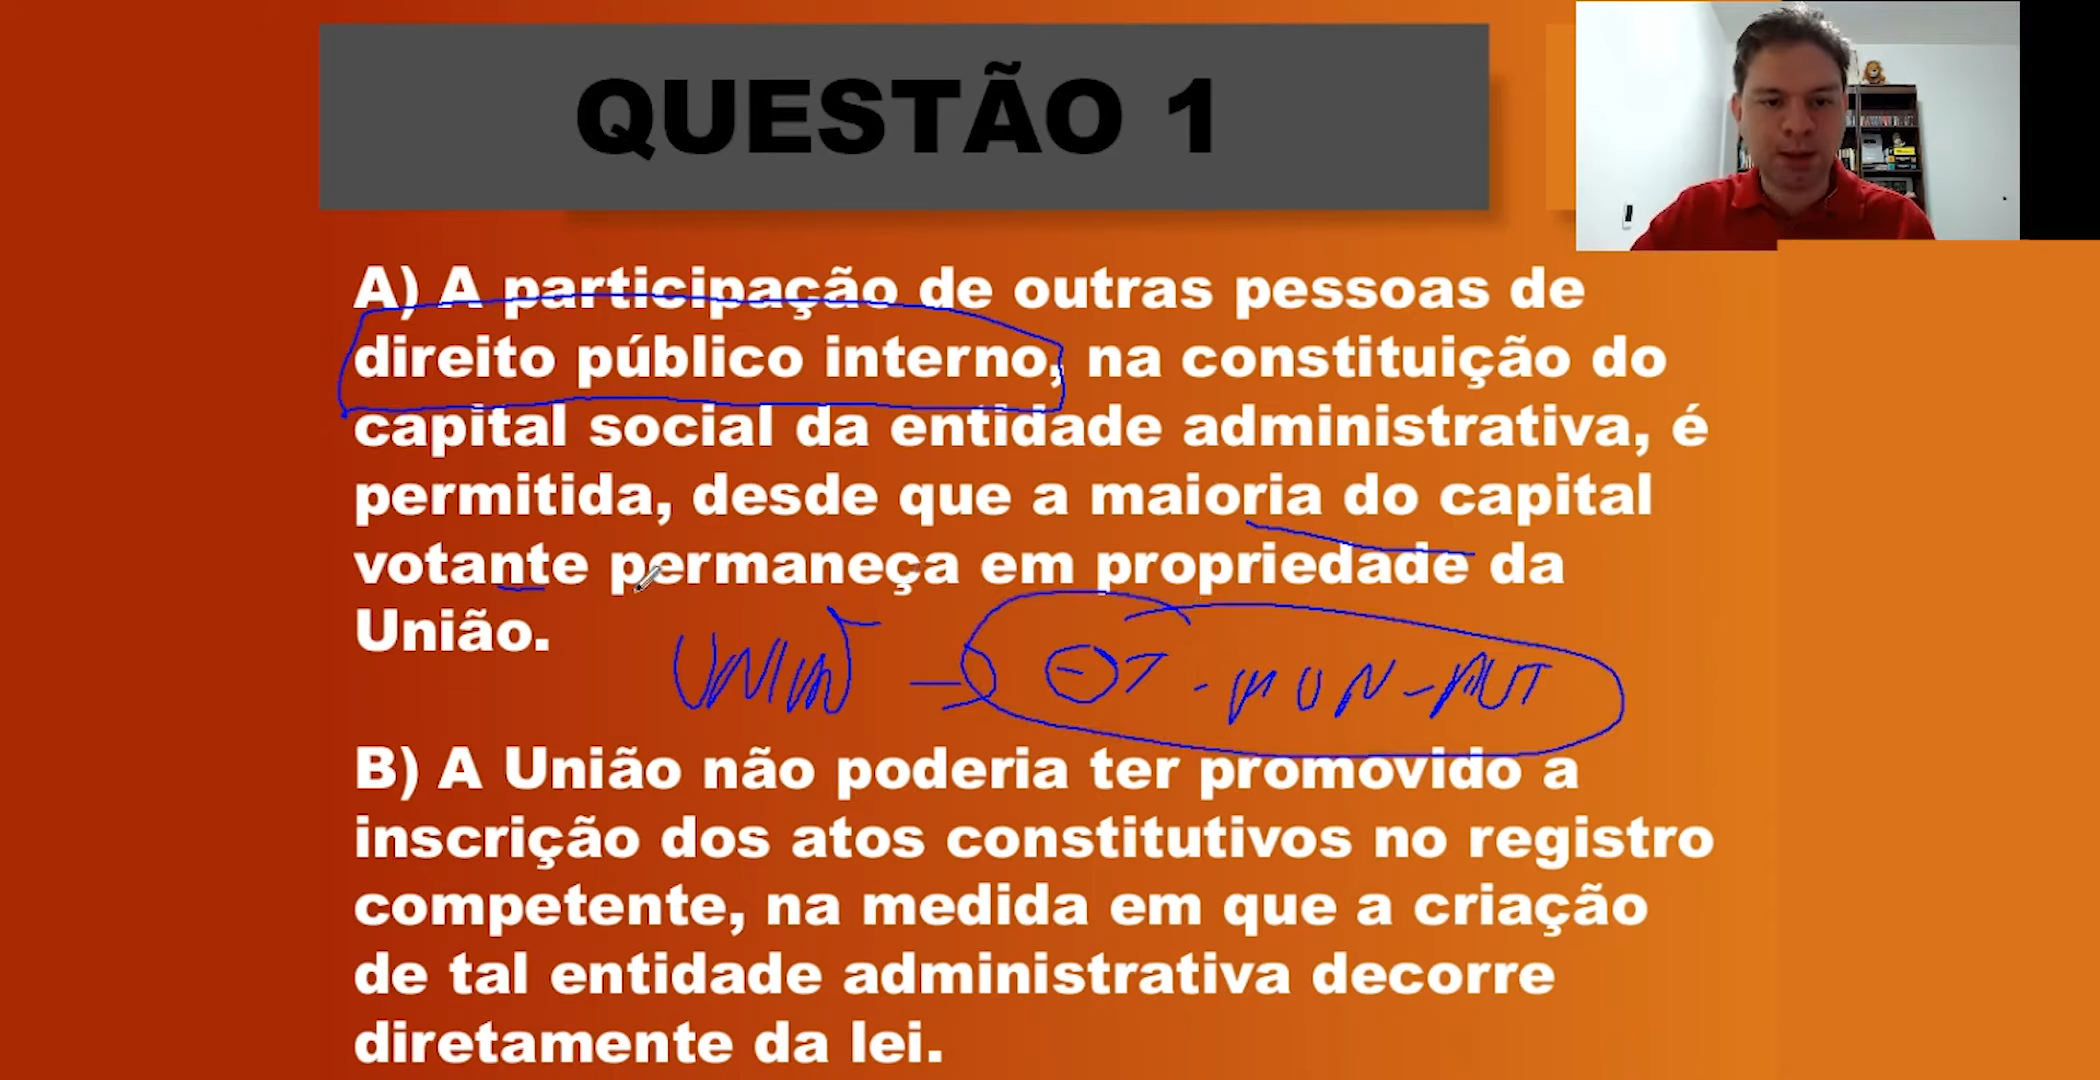 QUESTÃO 1
A) A participação de outras pessoas de
direito público interno, na constituição do
capital social da entidade administrativa, é
permitida, desde que a maioria do capital
votante permaneça em propriedade da
União.
B) A União não poderia ter promovido a
inscrição dos atos constitutivos no registro
competente, na medida em que a criação
de tal entidade administrativa decorre
diretamente da lei.